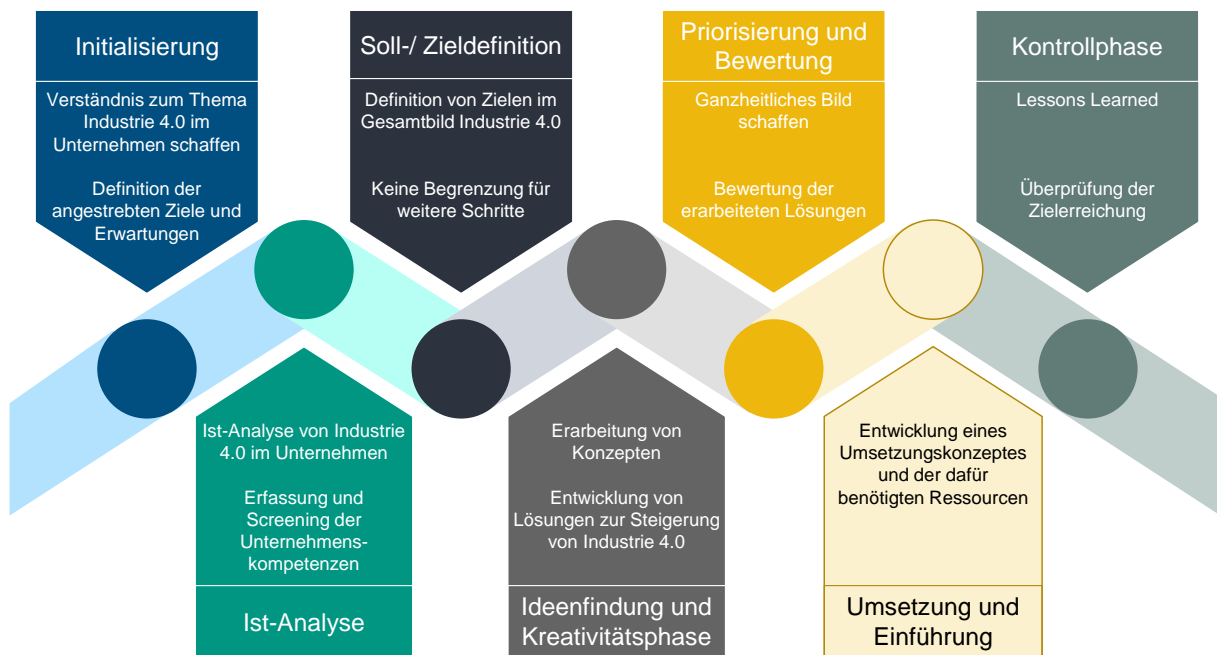 Initialisierung
Verständnis zum Thema
Industrie 4.0 im
Unternehmen schaffen
Definition der
angestrebten Ziele und
Erwartungen
Soll-/ Zieldefinition
Definition von Zielen im
Gesamtbild Industrie 4.0
Keine Begrenzung für
weitere Schritte
Priorisierung und
Bewertung
Ganzheitliches Bild
schaffen
Bewertung der
erarbeiteten Lösungen
Kontrollphase
Lessons Learned
Überprüfung der
Zielerreichung
Ist-Analyse von Industrie
4.0 im Unternehmen
Erfassung und
Screening der
Unternehmens-
kompetenzen
Ist-Analyse
Erarbeitung von
Konzepten
Entwicklung von
Lösungen zur Steigerung
von Industrie 4.0
Ideenfindung und
Kreativitätsphase
Entwicklung eines
Umsetzungskonzeptes
und der dafür
benötigten Ressourcen
Umsetzung und
Einführung